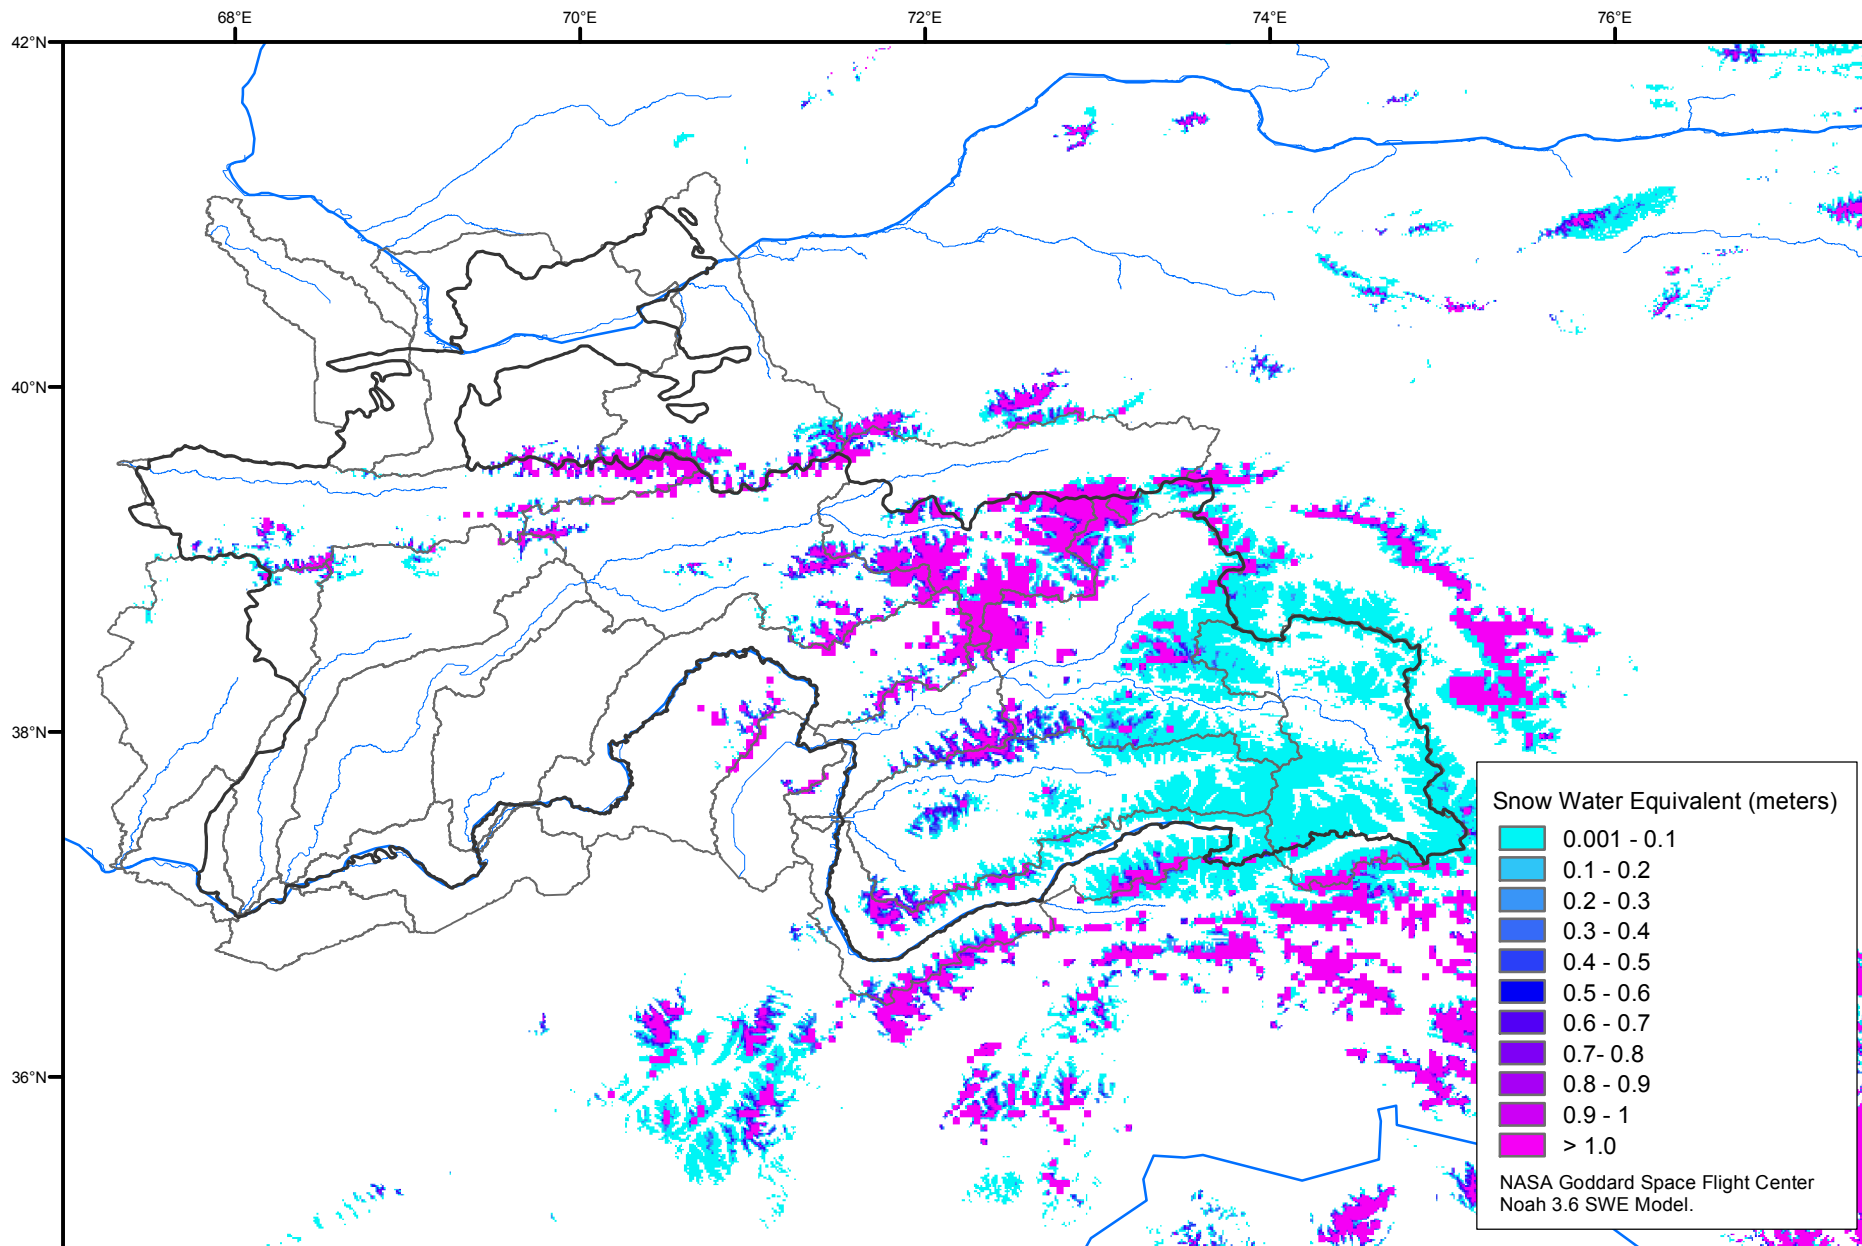 68°E 70°E 72°E 74°E 76°E
42°N
40°N
38°N
36°N
Snow Water Equivalent (meters)
0.001 - 0.1
0.1 - 0.2
0.2 - 0.3
0.3 - 0.4
0.4 - 0.5
0.5 - 0.6
0.6 - 0.7
0.7- 0.8
0.8 - 0.9
0.9 - 1
> 1.0
NASA Goddard Space Flight Center
Noah 3.6 SWE Model.